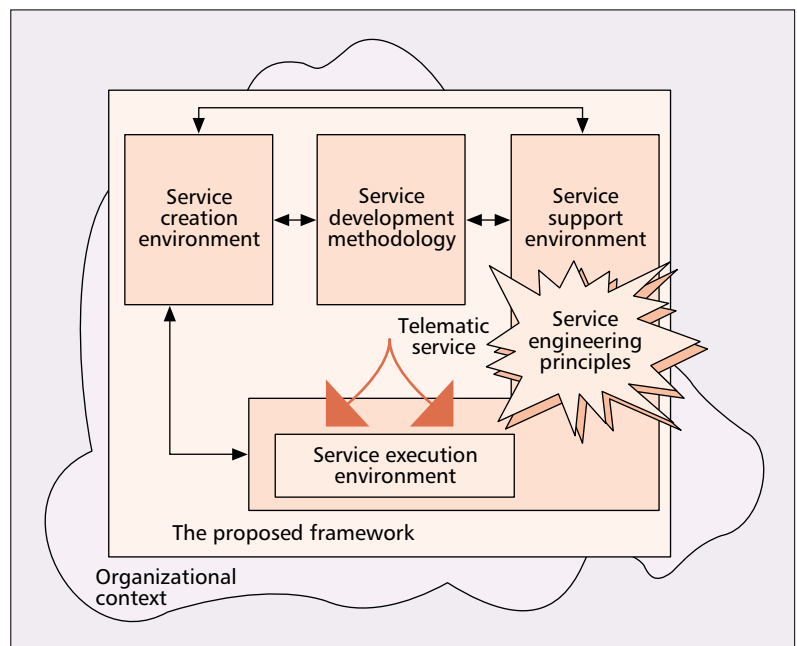 Service
creation
environment
Service
development
methodology
Service
support
environment
Telematic
service
Service
engineering
principles
Service execution
environment
The proposed framework
Organizational
context